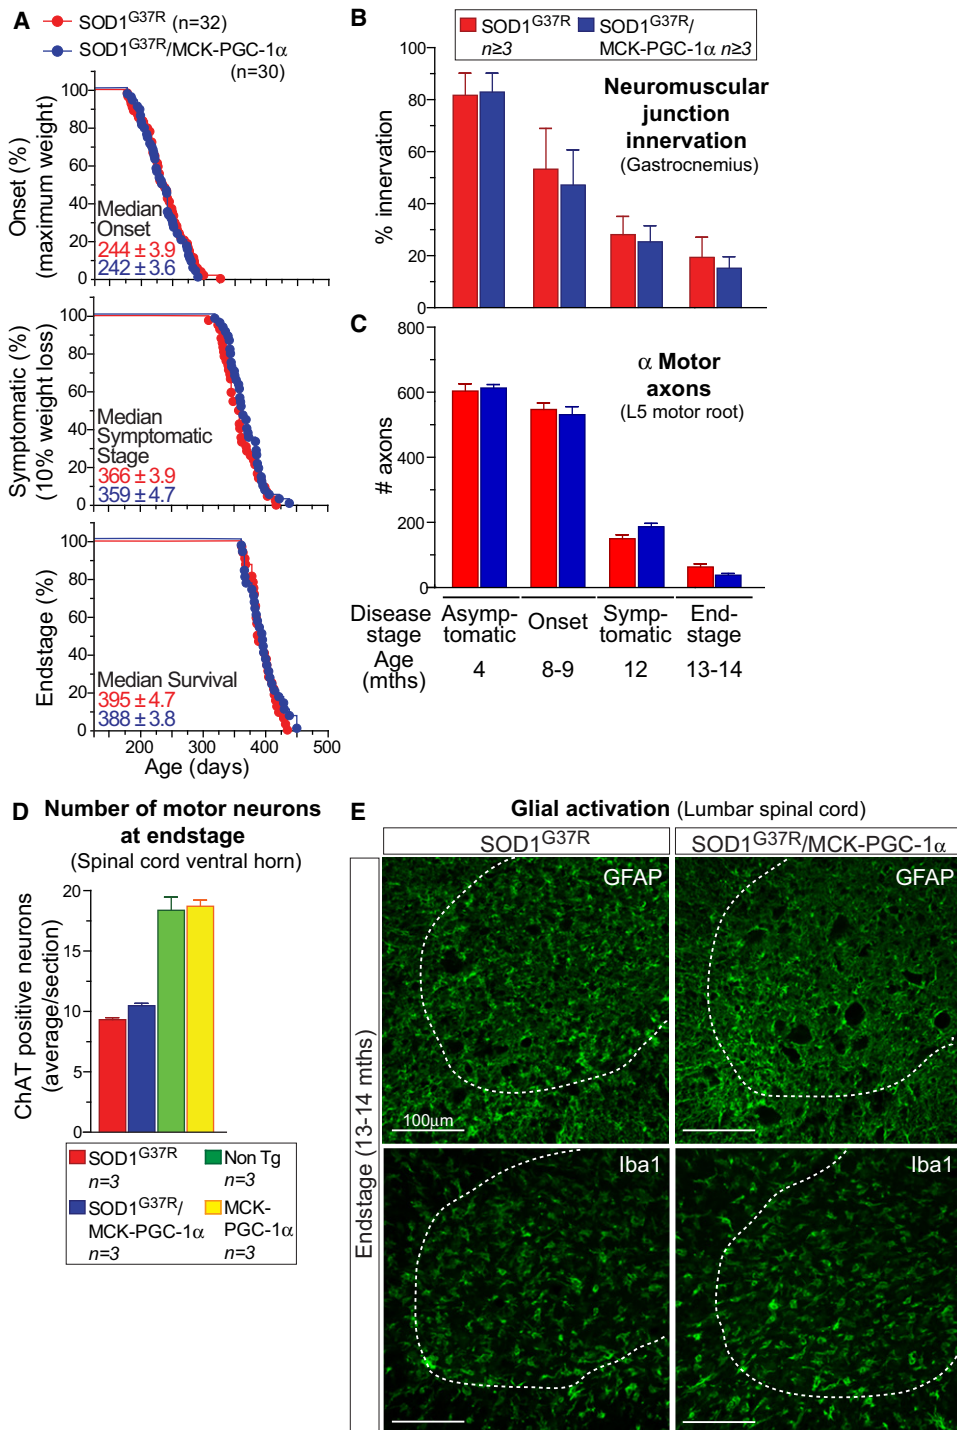 A
SOD1G37R (n=32)
SOD1G37R/MCK-PGC-1α
(n=30)
Onset (%)
(maximum weight)
100
80
60
40
20
0
Median
Onset
244 ± 3.9
242 ± 3.6
Symptomatic (%)
(10% weight loss)
100
80
60
40
20
0
Median
Symptomatic
Stage
366 ± 3.9
359 ± 4.7
Endstage (%)
100
80
60
40
20
0
Median Survival
395 ± 4.7
388 ± 3.8
200 300 400 500
Age (days)
B
SOD1G37R
n≥3
SOD1G37R/
MCK-PGC-1α n≥3
% innervation
100
80
60
40
20
0
Neuromuscular
junction
innervation
(Gastrocnemius)
C
# axons
800
600
400
200
0
α Motor
axons
(L5 motor root)
Disease
stage
Asymp-
tomatic
Onset
Symp-
tomatic
End-
stage
Age
(mths)
4 8-9 12 13-14
D Number of motor neurons
at endstage
(Spinal cord ventral horn)
ChAT positive neurons
(average/section)
20
15
10
5
0
SOD1G37R
n=3
Non Tg
n=3
SOD1G37R/
MCK-PGC-1α
n=3
MCK-
PGC-1α
n=3
E Glial activation (Lumbar spinal cord)
SOD1G37R
SOD1G37R/MCK-PGC-1α
Endstage (13-14 mths)
GFAP
GFAP
100µm
Iba1
Iba1